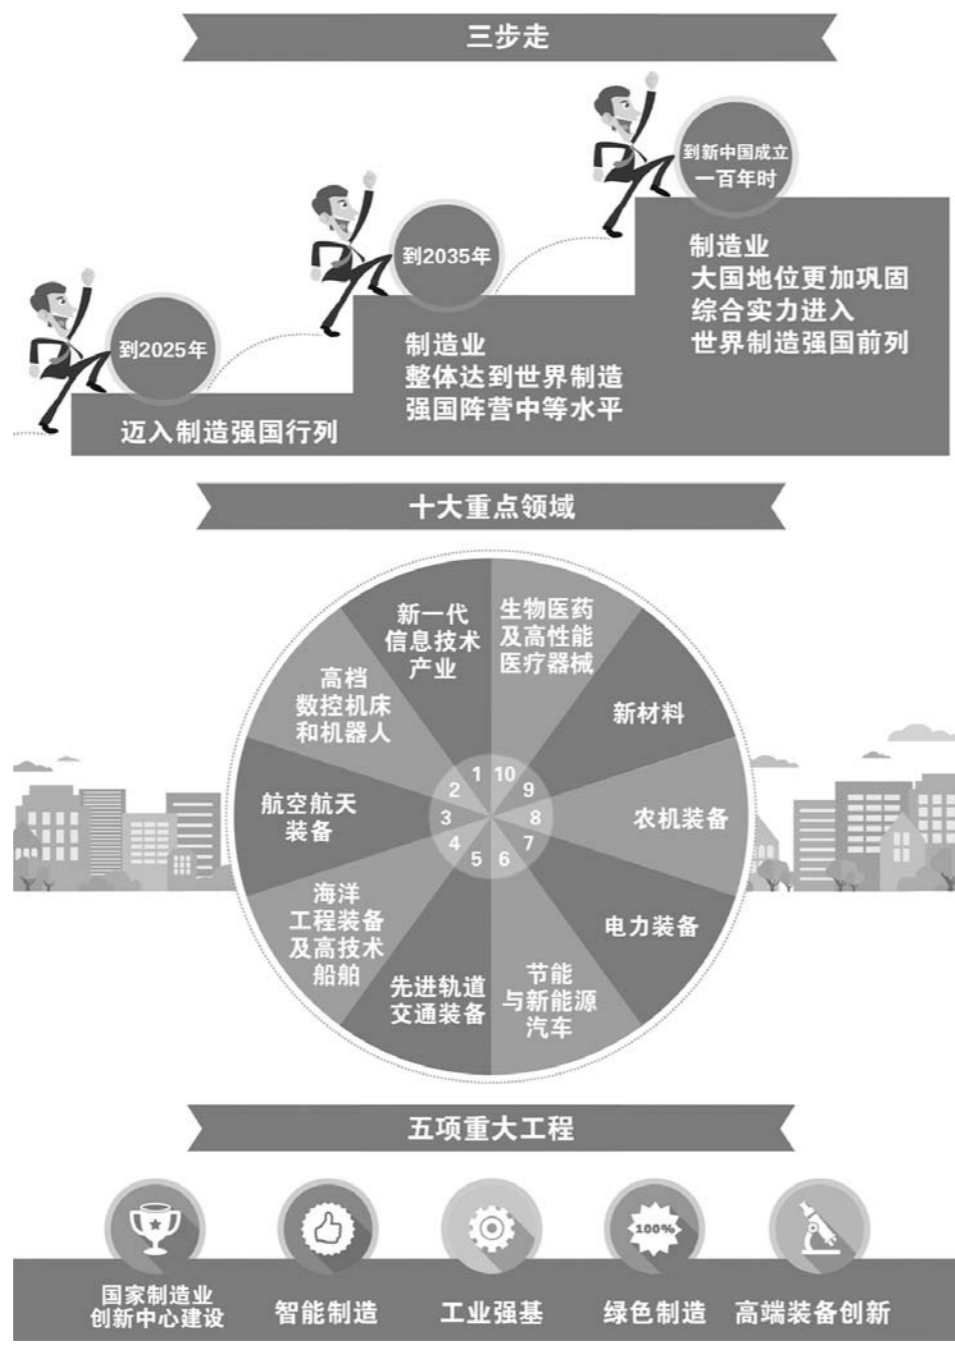 三步走
到2025年
迈入制造强国行列
到2035年
制造业
整体达到世界制造
强国阵营中等水平
到新中国成立
一百年时
制造业
大国地位更加巩固
综合实力进入
世界制造强国前列
十大重点领域
1
新一代
信息技术
产业
2
高档
数控机床
和机器人
3
航空航天
装备
4
海洋
工程装备
及高技术
船舶
5
先进轨道
交通装备
6
节能
与新能源
汽车
7
电力装备
8
农机装备
9
新材料
10
生物医药
及高性能
医疗器械
五项重大工程
国家制造业
创新中心建设
智能制造
工业强基
100%
绿色制造
高端装备创新